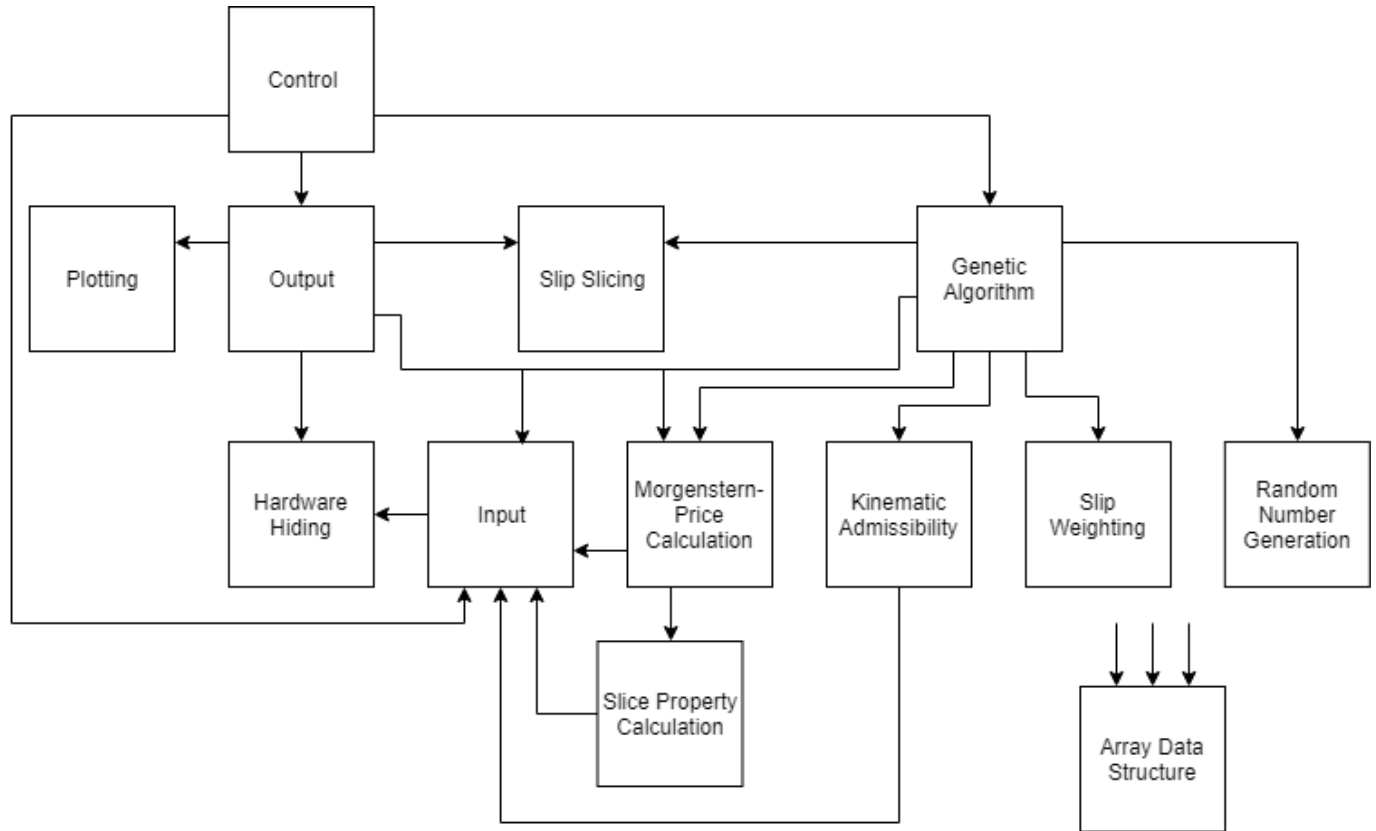 Control
Plotting
Output
Slip Slicing
Genetic
Algorithm
Hardware
Hiding
Input
Morgenstern-
Price
Calculation
Kinematic
Admissibility
Slip
Weighting
Random
Number
Generation
Slice Property
Calculation
Array Data
Structure